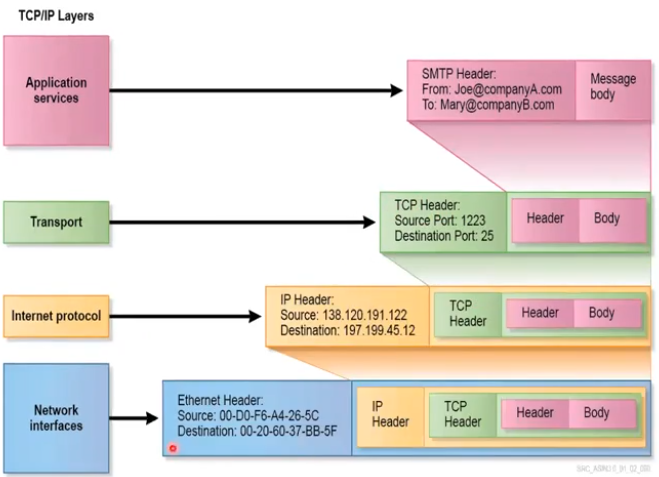 TCP/IP Layers
Application
services
SMTP Header:
From: Joe@companyA.com
To: Mary@companyB.com
Message
body
Transport
TCP Header:
Source Port: 1223
Destination Port: 25
Header
Body
Internet protocol
IP Header:
Source: 138.120.191.122
Destination: 197.199.45.12
TCP
Header
Header
Body
Network
interfaces
Ethernet Header:
Source: 00-D0-F6-A4-26-5C
Destination: 00-20-60-37-BB-5F
IP
Header
TCP
Header
Header
Body